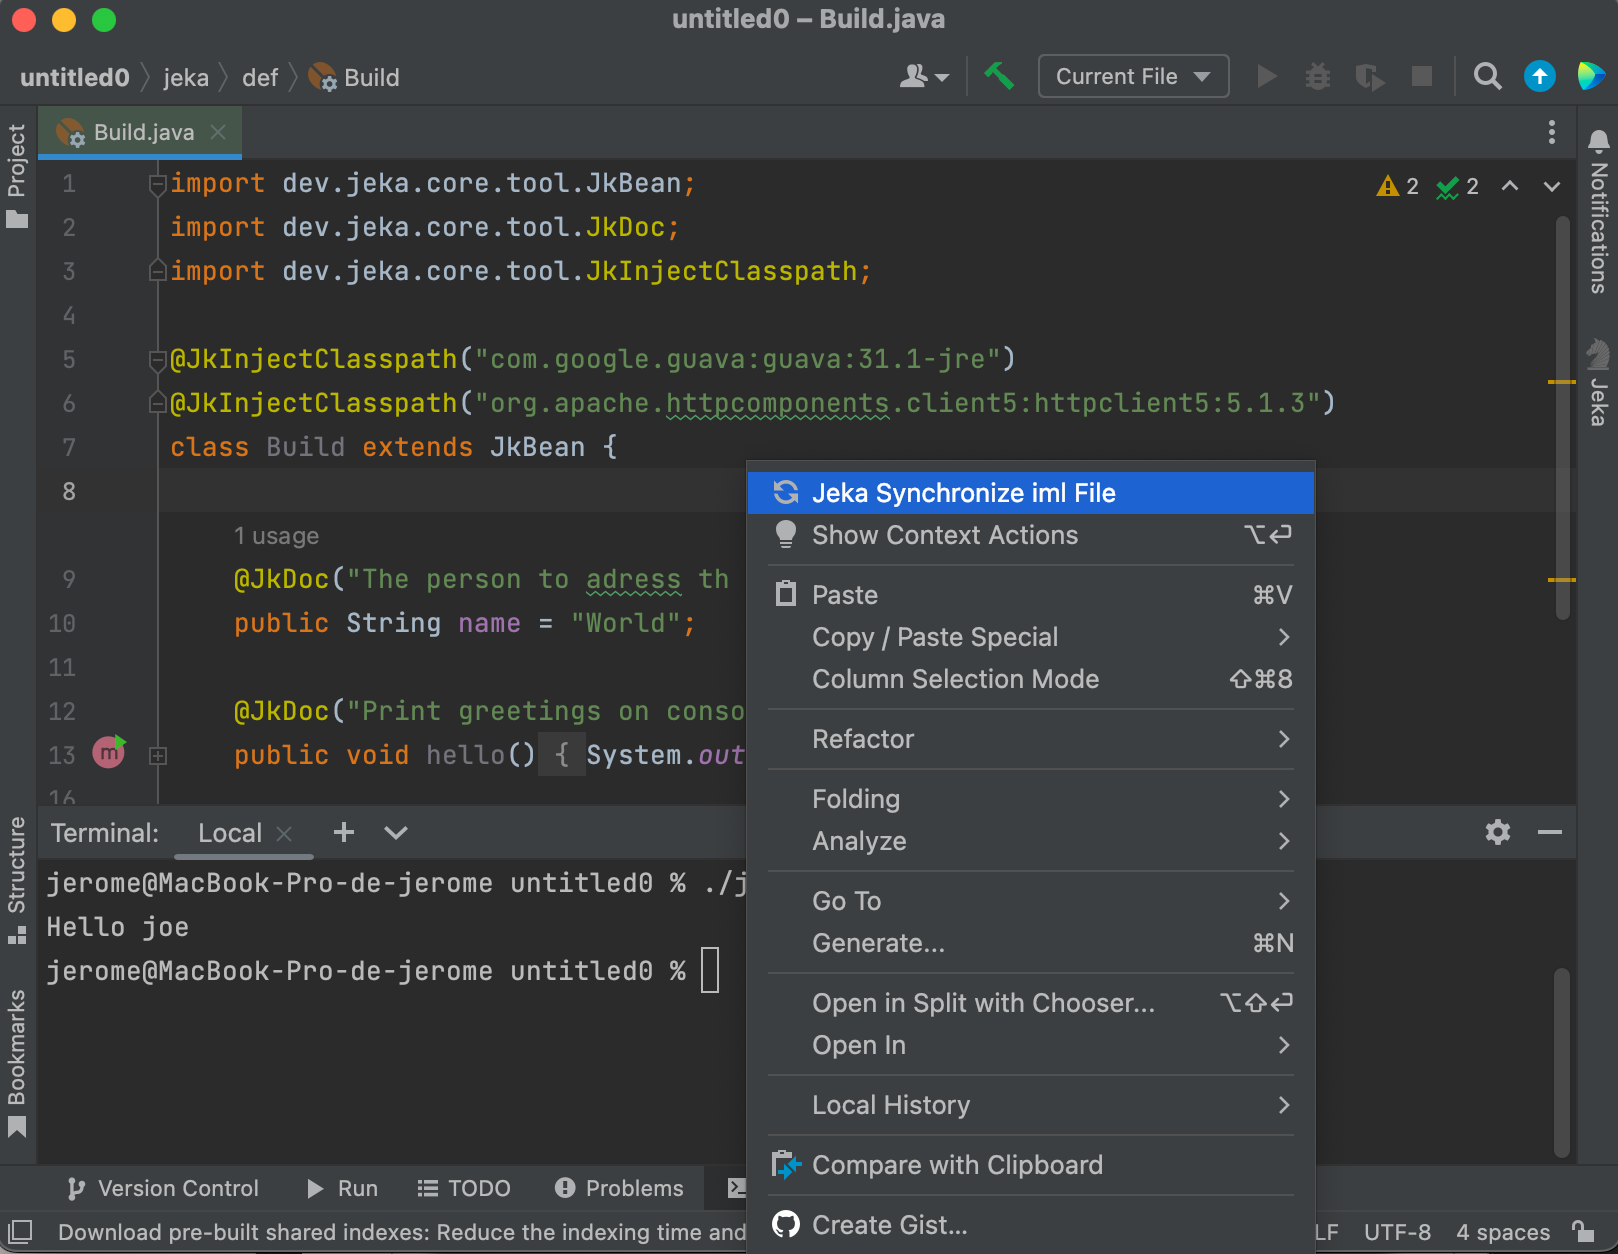 untitled0 – Build.java
untitled0 jeka def Build
Current File
Project
Build.java
Notifications
Jeka
2 2
1 import dev.jeka.core.tool.JkBean;
2 import dev.jeka.core.tool.JkDoc;
3 import dev.jeka.core.tool.JkInjectClasspath;
4
5 @JkInjectClasspath("com.google.guava:guava:31.1-jre")
6 @JkInjectClasspath("org.apache.httpcomponents.client5:httpclient5:5.1.3")
7 class Build extends JkBean {
8
1 usage
9 @JkDoc("The person to adress th
10 public String name = "World";
11
12 @JkDoc("Print greetings on conso
13 public void hello() { System.out
16
Jeka Synchronize iml File
Show Context Actions ⌥⏎
Paste ⌘V
Copy / Paste Special
Column Selection Mode ⇧⌘8
Refactor
Folding
Analyze
Go To
Generate... ⌘N
Open in Split with Chooser... ⌥⇧⏎
Open In
Local History
Compare with Clipboard
Create Gist...
Structure
Bookmarks
Terminal: Local
jerome@MacBook-Pro-de-jerome untitled0 % ./j
Hello joe
jerome@MacBook-Pro-de-jerome untitled0 %
Version Control Run TODO Problems
Download pre-built shared indexes: Reduce the indexing time and
LF UTF-8 4 spaces